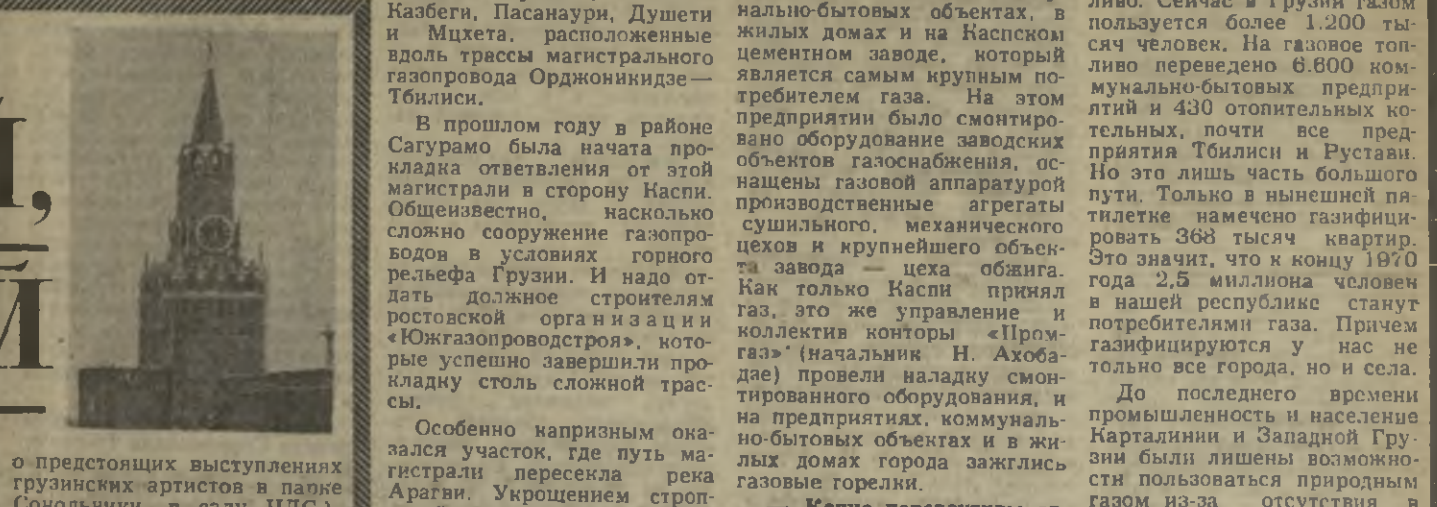 Й,
Й
о предстоящих выступлениях
грузинских артистов в парке
Казбеги, Пасанаури, Душети
и Мцхета, расположенные
вдоль трассы магистрального
газопровода Орджоникидзе—
Тбилиси.
В прошлом году в районе
Сагурамо была начата про-
кладка ответвления от этой
магистрали в сторону Каспи.
Общеизвестно, насколько
сложно сооружение газопро-
водов в условиях горного
рельефа Грузии. И надо от-
дать должное строителям
ростовской организации
«Южгазопроводстроя», кото-
рые успешно завершили про-
кладку столь сложной трас-
сы.
Особенно капризным ока-
зался участок, где путь ма-
гистрали пересекла река
Арагви. Укрощением строп-
нально-бытовых объектах, в
жилых домах и на Каспском
цементном заводе, который
является самым крупным по-
требителем газа. На этом
предприятии было смонтиро-
вано оборудование заводских
объектов газоснабжения, ос-
нащены газовой аппаратурой
производственные агрегаты
сушильного, механического
цехов и крупнейшего объек-
та завода — цеха обжига.
Как только Каспи принял
газ, это же управление и
коллектив конторы «Пром-
газ» (начальник Н. Ахоба-
дзе) провели наладку смон-
тированного оборудования, и
на предприятиях, коммуналь-
но-бытовых объектах и в жи-
лых домах города зажглись
газовые горелки.
ливо. Сейчас в Грузии газом
пользуется более 1.200 ты-
сяч человек. На газовое топ-
ливо переведено 6.600 ком-
мунально-бытовых предпри-
ятий и 430 отопительных ко-
тельных, почти все пред-
приятия Тбилиси и Рустави.
Но это лишь часть большого
пути. Только в нынешней пя-
тилетке намечено газифици-
ровать 368 тысяч квартир.
Это значит, что к концу 1970
года 2,5 миллиона человек
в нашей республике станут
потребителями газа. Причем
газифицируются у нас не
только все города, но и села.
До последнего времени
промышленность и население
Карталинии и Западной Гру-
зии были лишены возможно-
сти пользоваться природным
газом из-за отсутствия в